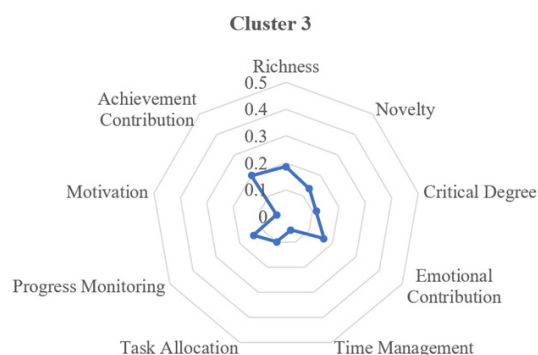 Cluster 3
Richness
0.5
0.4
0.3
0.2
0.1
0
Novelty
Critical Degree
Emotional
Contribution
Time Management
Task Allocation
Progress Monitoring
Motivation
Achievement
Contribution